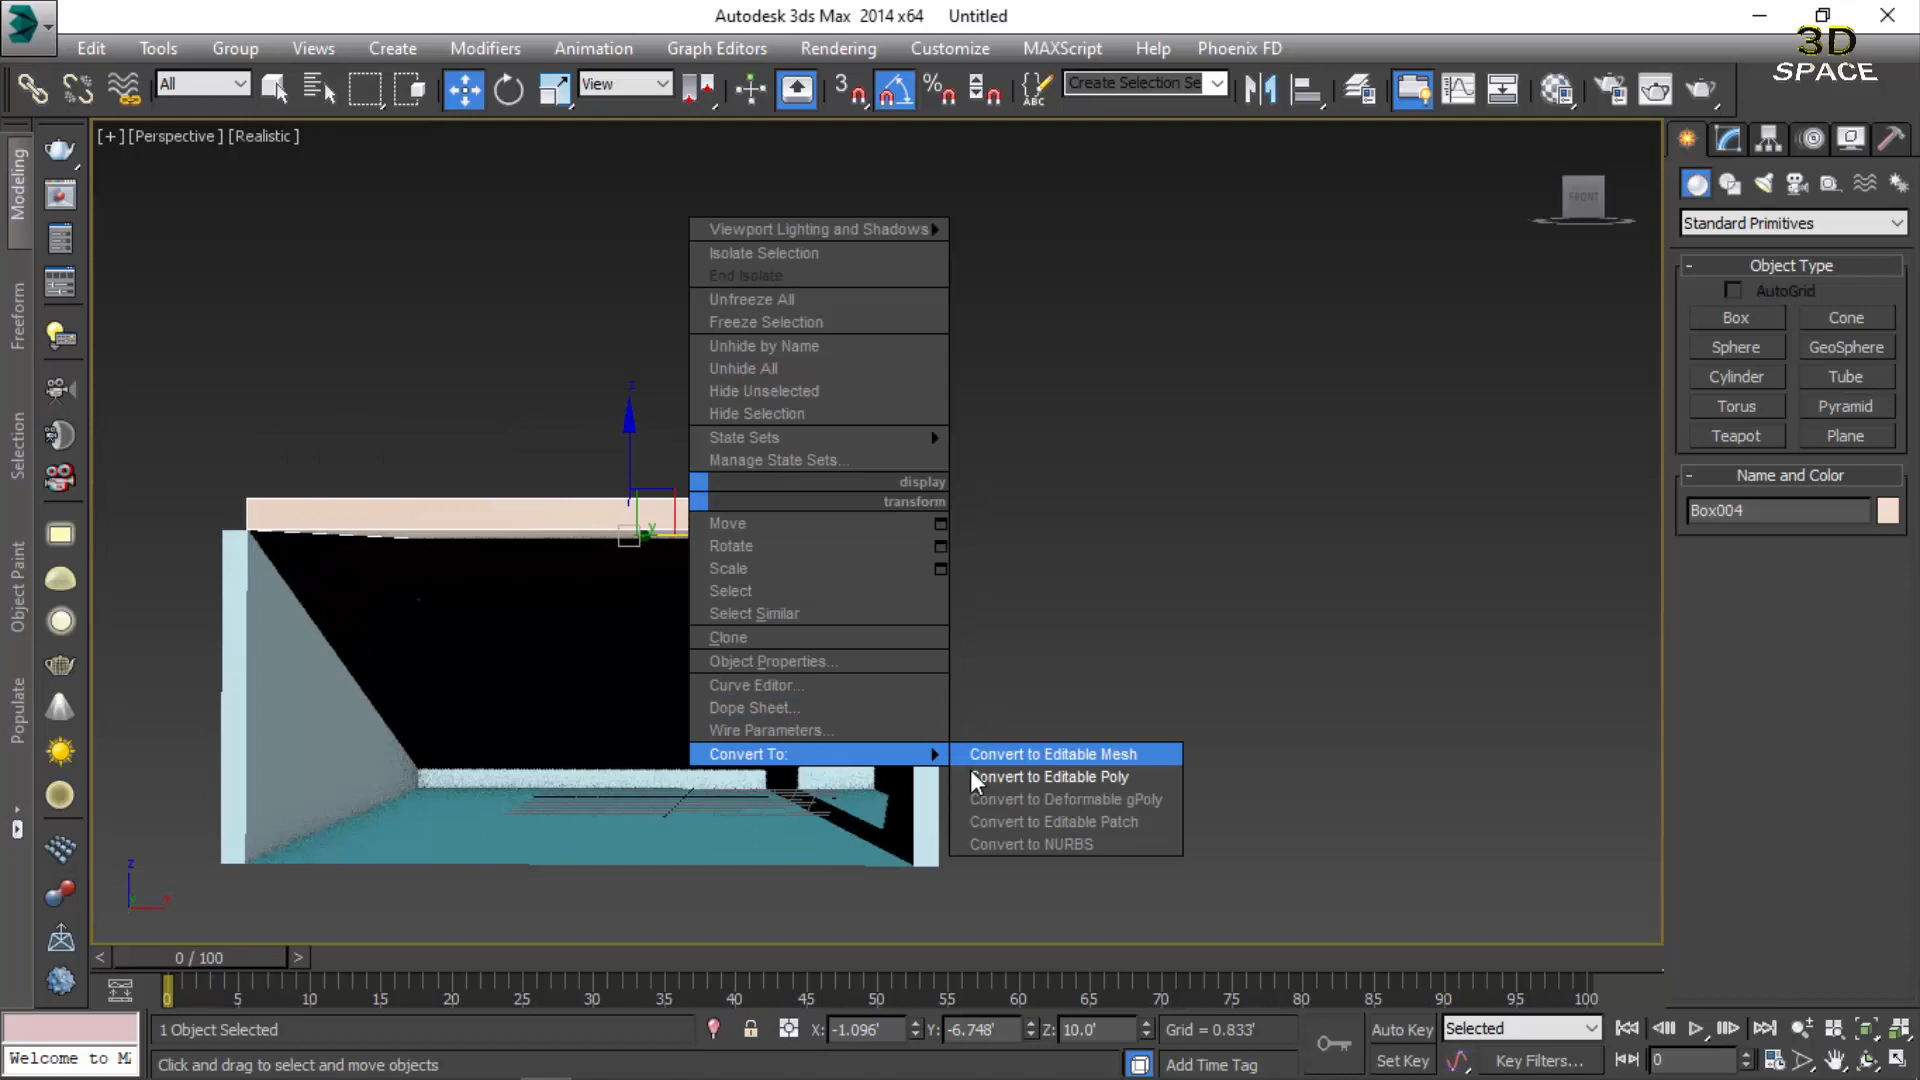 Autodesk 3ds Max 2014 x64 Untitled
Edit Tools Group Views Create Modifiers Animation Graph Editors Rendering Customize MAXScript Help Phoenix FD
3D SPACE
All View 3 % ABC Create Selection Se
[+] [Perspective] [Realistic]
Modeling
Freeform
Selection
Object Paint
Populate
FRONT
Viewport Lighting and Shadows
Isolate Selection
End Isolate
Unfreeze All
Freeze Selection
Unhide by Name
Unhide All
Hide Unselected
Hide Selection
State Sets
Manage State Sets...
display
transform
Move
Rotate
Scale
Select
Select Similar
Clone
Object Properties...
Curve Editor...
Dope Sheet...
Wire Parameters...
Convert To:
Convert to Editable Mesh
Convert to Editable Poly
Convert to Deformable gPoly
Convert to Editable Patch
Convert to NURBS
z
y
z
x
Standard Primitives
- Object Type
AutoGrid
Box Cone
Sphere GeoSphere
Cylinder Tube
Torus Pyramid
Teapot Plane
- Name and Color
Box004
< 0 / 100 >
0 5 10 15 20 25 30 35 40 45 50 55 60 65 70 75 80 85 90 95 100
1 Object Selected X: -1.096' Y: -6.748' Z: 10.0' Grid = 0.833' Auto Key Selected
Welcome to M
Click and drag to select and move objects Add Time Tag Set Key Key Filters... 0